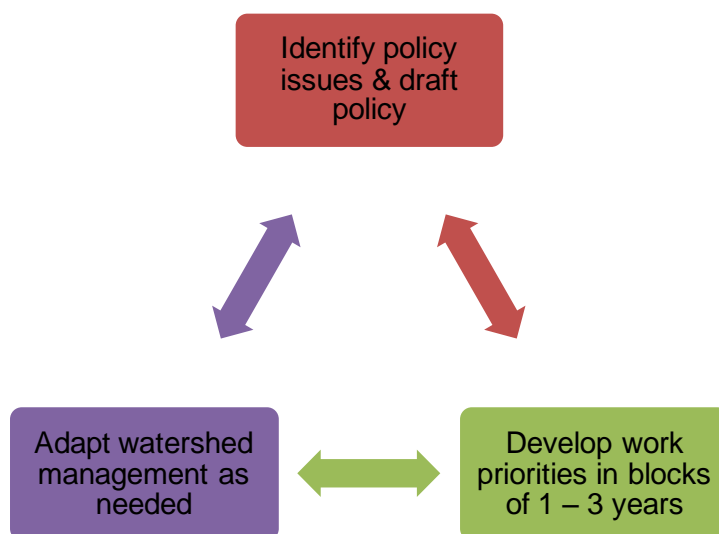 Identify policy
issues & draft
policy
Adapt watershed
management as
needed
Develop work
priorities in blocks
of 1 – 3 years